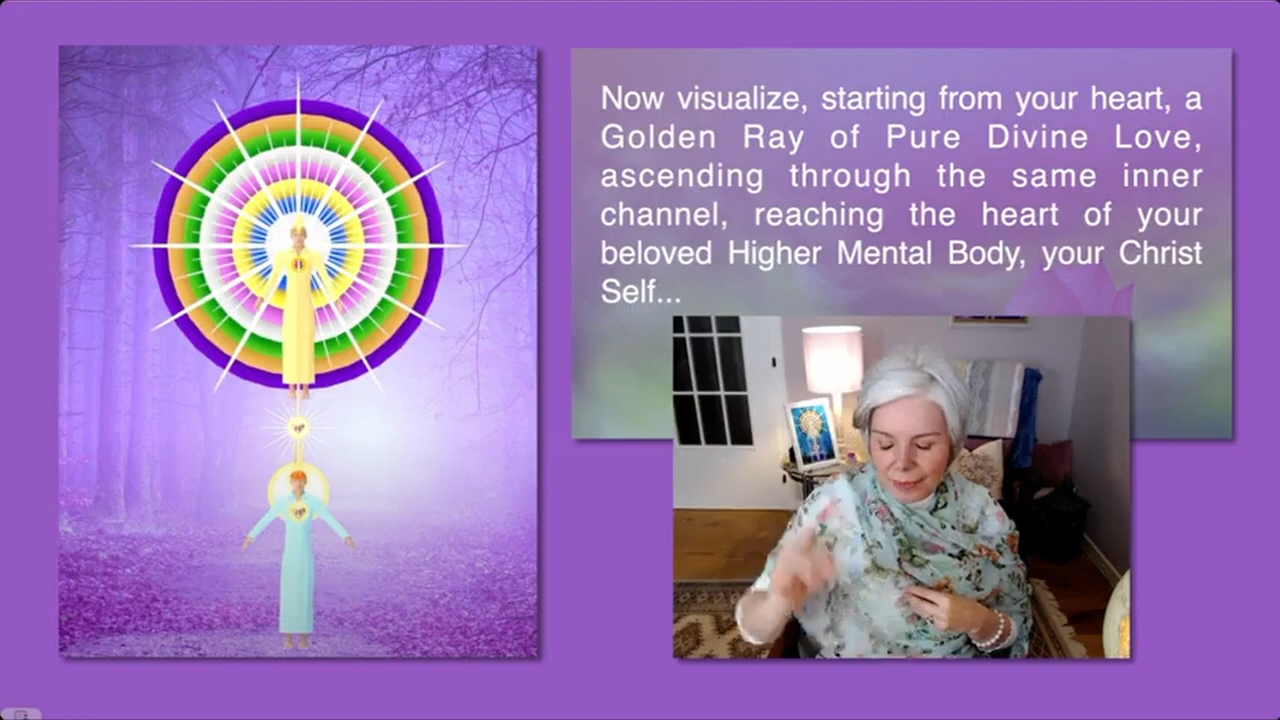 Now visualize, starting from your heart, a
Golden Ray of Pure Divine Love,
ascending through the same inner
channel, reaching the heart of your
beloved Higher Mental Body, your Christ
Self...